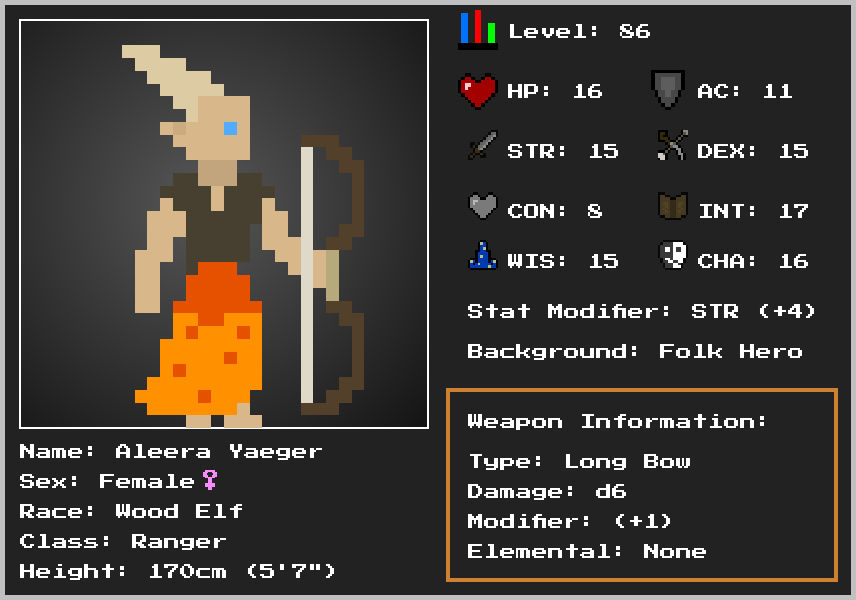 Level: 86
HP: 16
AC: 11
STR: 15
DEX: 15
CON: 8
INT: 17
WIS: 15
CHA: 16
Stat Modifier: STR (+4)
Background: Folk Hero
Weapon Information:
Type: Long Bow
Damage: d6
Modifier: (+1)
Elemental: None
Name: Aleera Yaeger
Sex: Female♀
Race: Wood Elf
Class: Ranger
Height: 170cm (5'7")